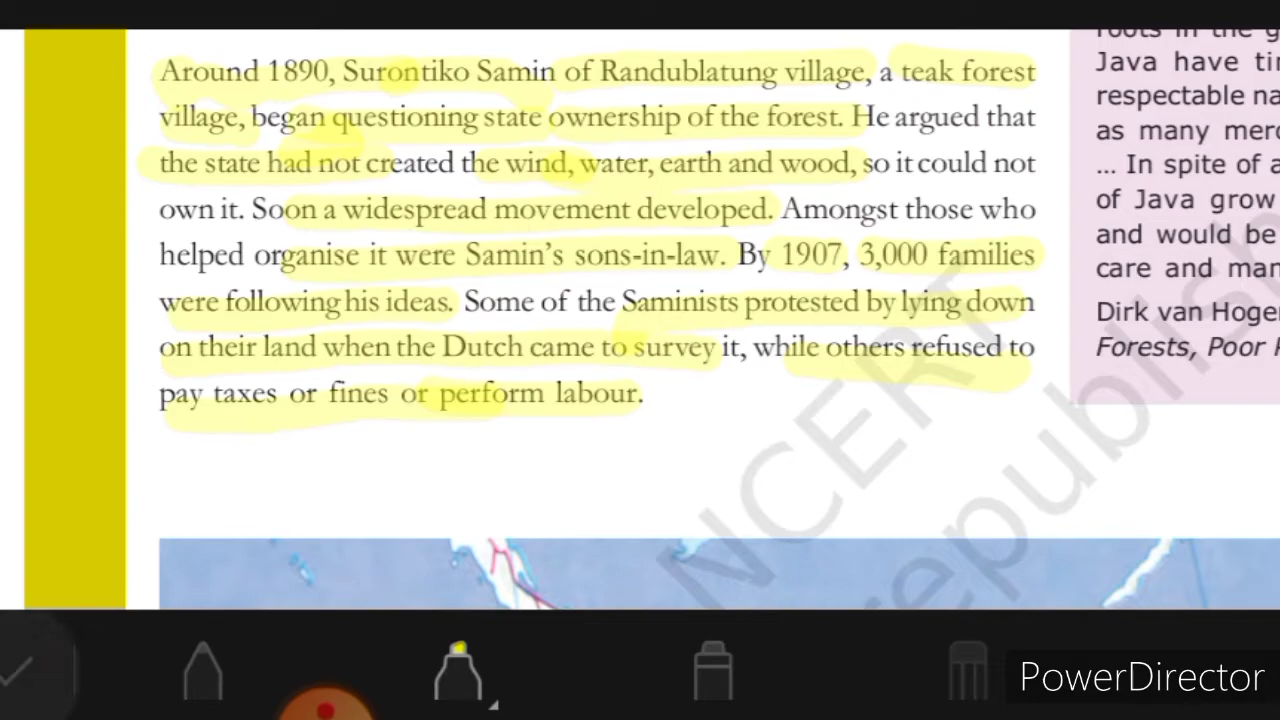 Around 1890, Surontiko Samin of Randublatung village, a teak forest
village, began questioning state ownership of the forest. He argued that
the state had not created the wind, water, earth and wood, so it could not
own it. Soon a widespread movement developed. Amongst those who
helped organise it were Samin's sons-in-law. By 1907, 3,000 families
were following his ideas. Some of the Saminists protested by lying down
on their land when the Dutch came to survey it, while others refused to
pay taxes or fines or perform labour.
roots in the
Java have
respectable
as many
... In spite of
of Java grow
and would be
care and
Dirk van
Forests, Poor
NCERT
republish
PowerDirector